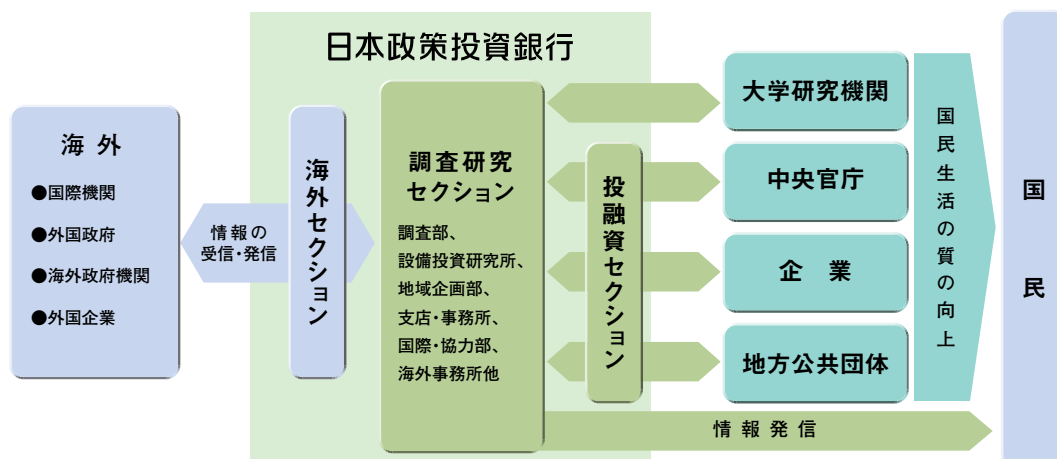 日本政策投資銀行
海外
●国際機関
●外国政府
●海外政府機関
●外国企業
情報の
受信・発信
海外セクション
調査研究
セクション
調査部、
設備投資研究所、
地域企画部、
支店・事務所、
国際・協力部、
海外事務所他
投融資セクション
大学研究機関
中央官庁
企業
地方公共団体
国民生活の質の向上
情報発信
国民